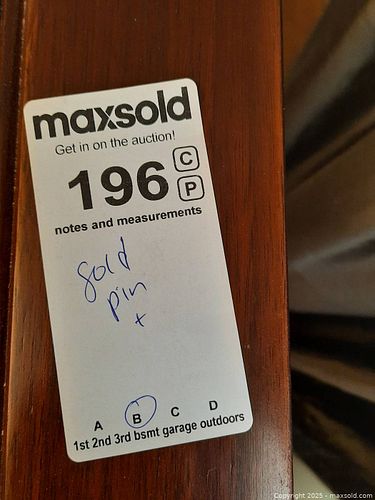 maxsold
Get in on the auction!
196 C
P
notes and measurements
gold
pin
+
A B C D
1st 2nd 3rd bsmt garage outdoors
Copyright 2025 - maxsold.com